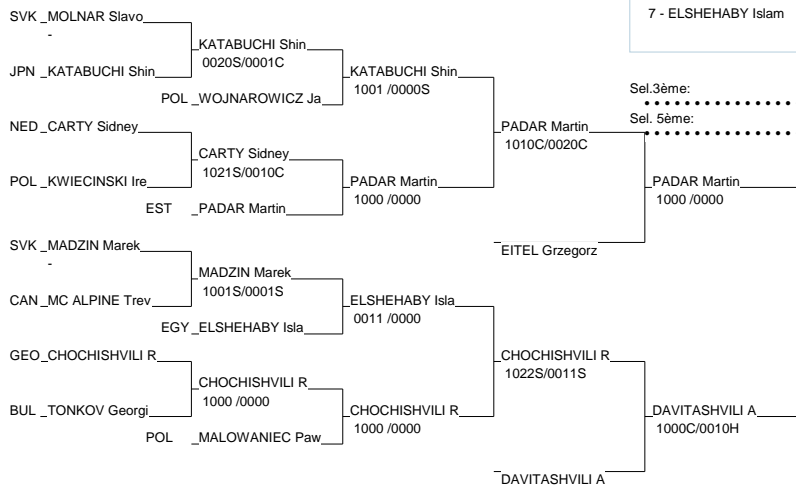 7 - ELSHEHABY Islam
Sel.3ème:
Sel. 5ème:
SVK _MOLNAR Slavo
-
KATABUCHI Shin
0020S/0001C
JPN _KATABUCHI Shin
KATABUCHI Shin
1001 /0000S
POL _WOJNAROWICZ Ja
NED _CARTY Sidney
PADAR Martin
1010C/0020C
CARTY Sidney
1021S/0010C
POL _KWIECINSKI Ire
PADAR Martin
1000 /0000
EST _PADAR Martin
PADAR Martin
1000 /0000
SVK _MADZIN Marek
-
EITEL Grzegorz
MADZIN Marek
1001S/0001S
CAN _MC ALPINE Trev
ELSHEHABY Isla
0011 /0000
EGY _ELSHEHABY Isla
GEO _CHOCHISHVILI R
CHOCHISHVILI R
1022S/0011S
CHOCHISHVILI R
1000 /0000
BUL _TONKOV Georgi
CHOCHISHVILI R
1000 /0000
POL _MALOWANIEC Paw
DAVITASHVILI A
1000C/0010H
DAVITASHVILI A